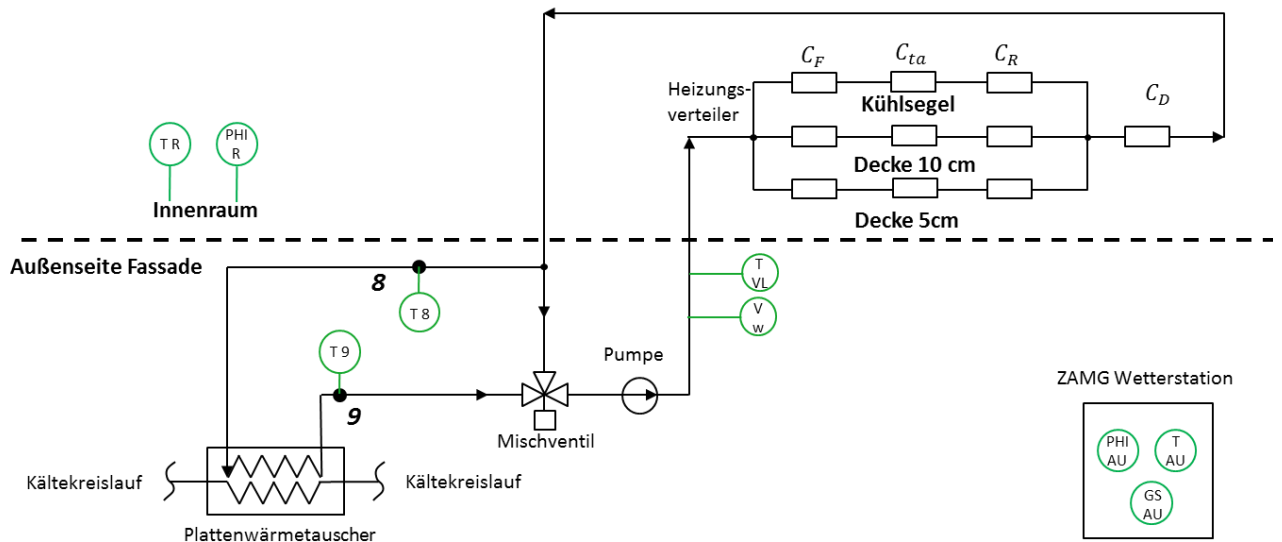 C_F
C_ta
C_R
Heizungs-
verteiler
Kühlsegel
C_D
Decke 10 cm
Decke 5cm
T R
PHI
R
Innenraum
Außenseite Fassade
8
T 8
T
VL
V
w
T 9
9
Pumpe
Mischventil
ZAMG Wetterstation
PHI
AU
T
AU
GS
AU
Kältekreislauf
Kältekreislauf
Plattenwärmetauscher